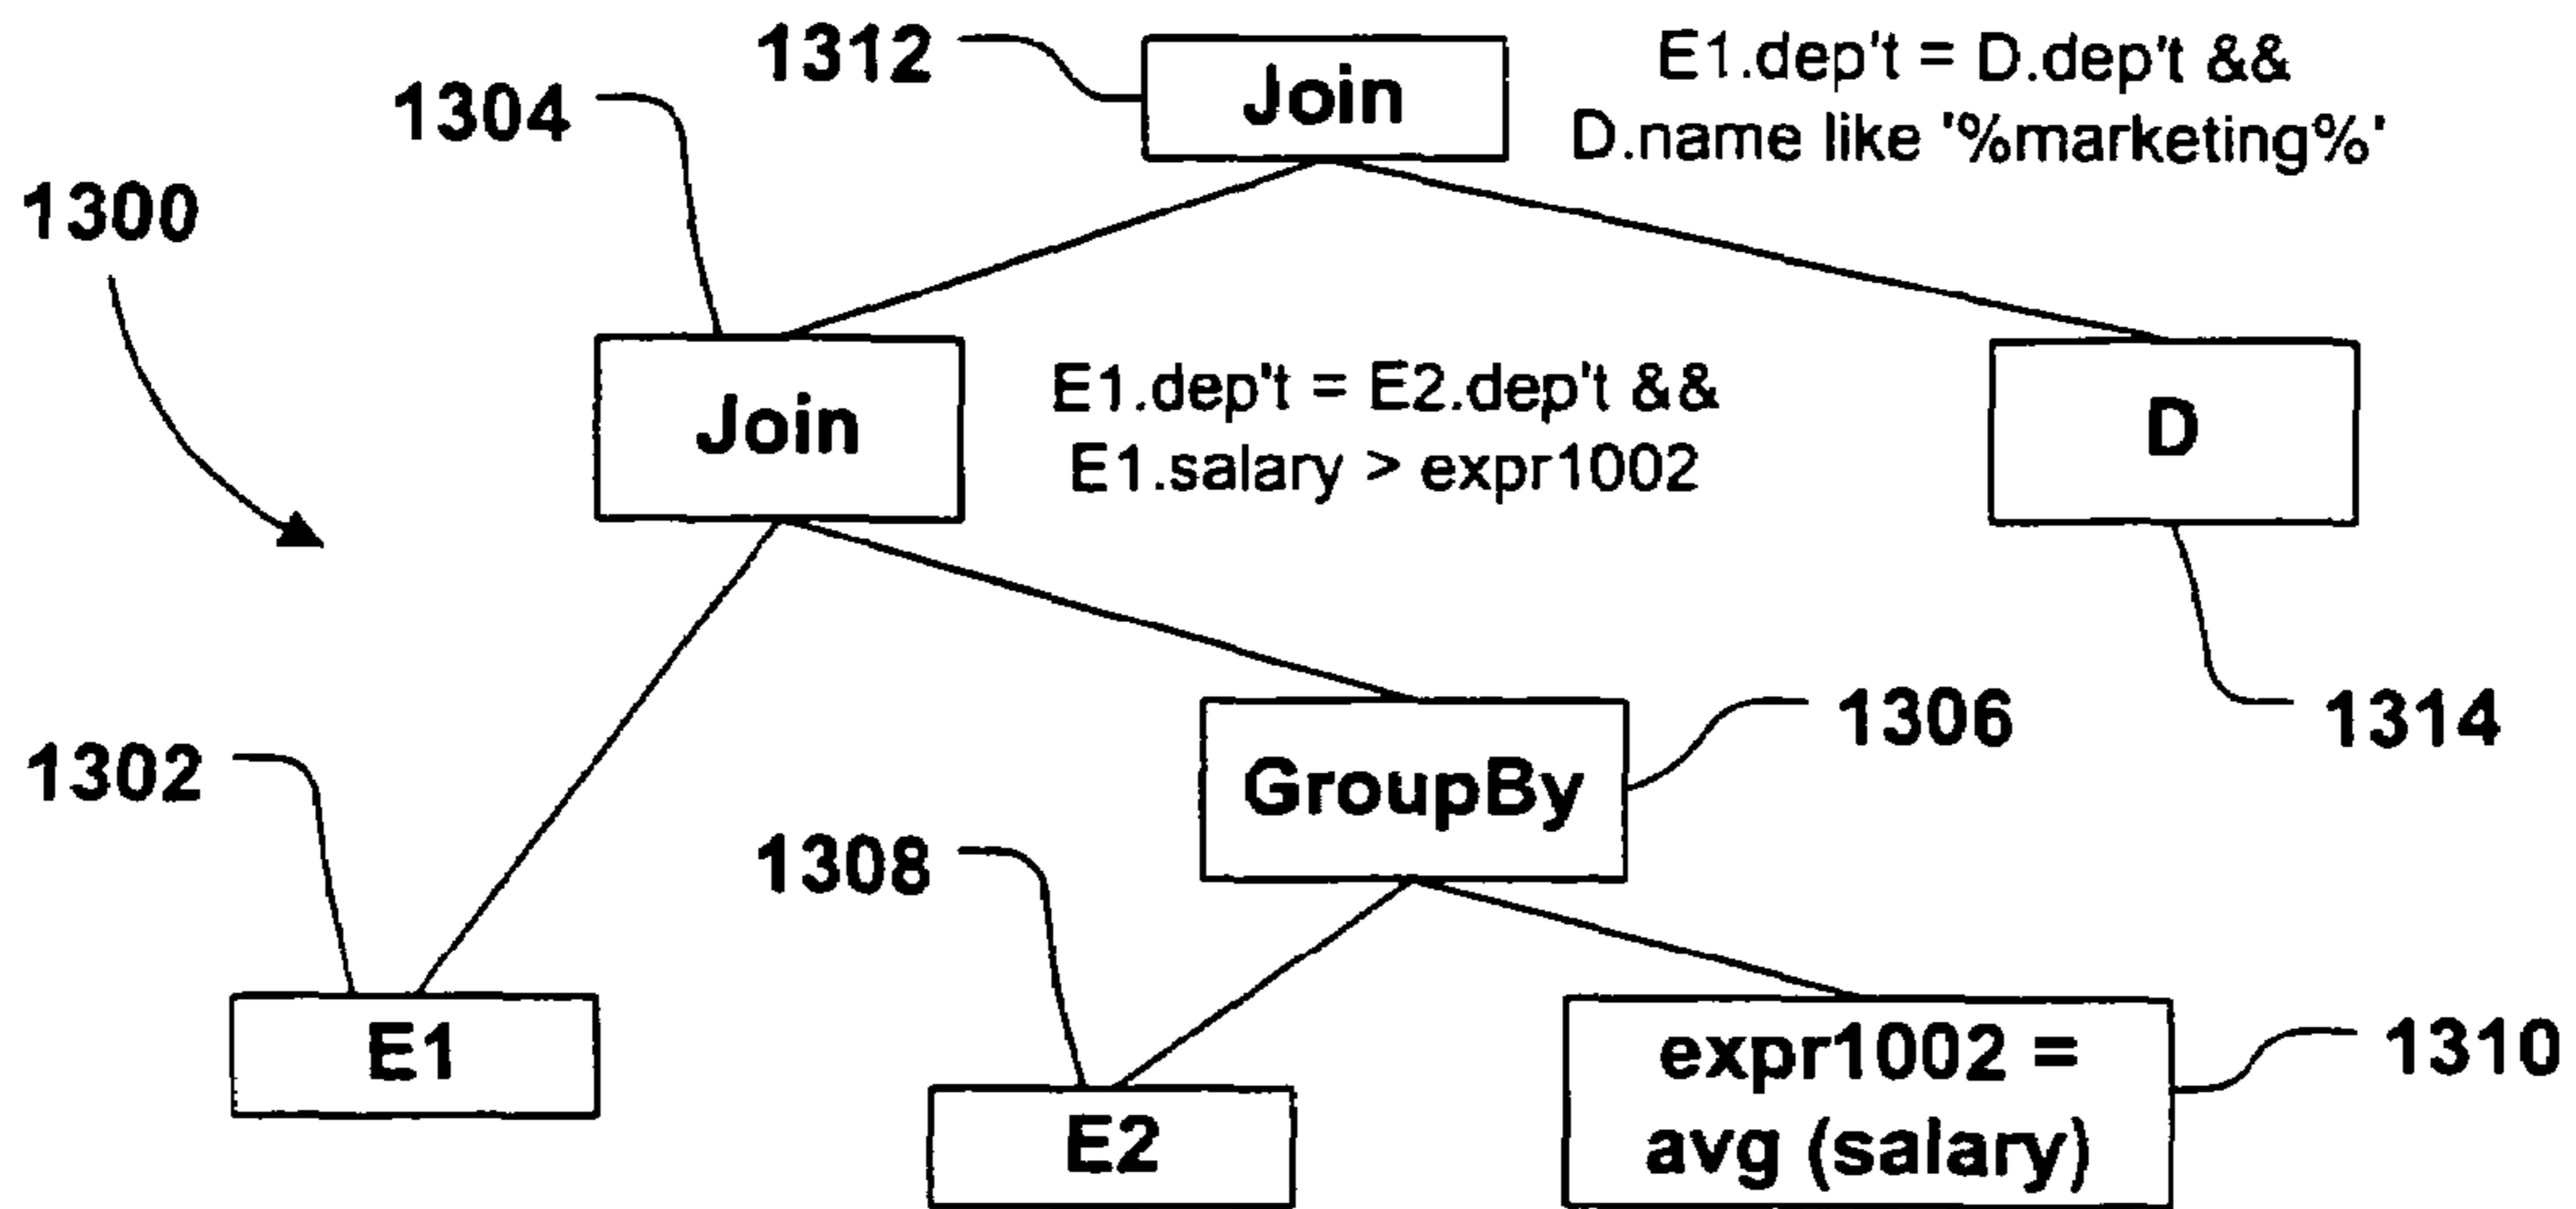 1312
Join
E1.dep't = D.dep't &&
D.name like '%marketing%'
1304
1300
Join
E1.dep't = E2.dep't &&
E1.salary > expr1002
D
1314
1306
GroupBy
1302
1308
E1
E2
expr1002 =
avg (salary)
1310